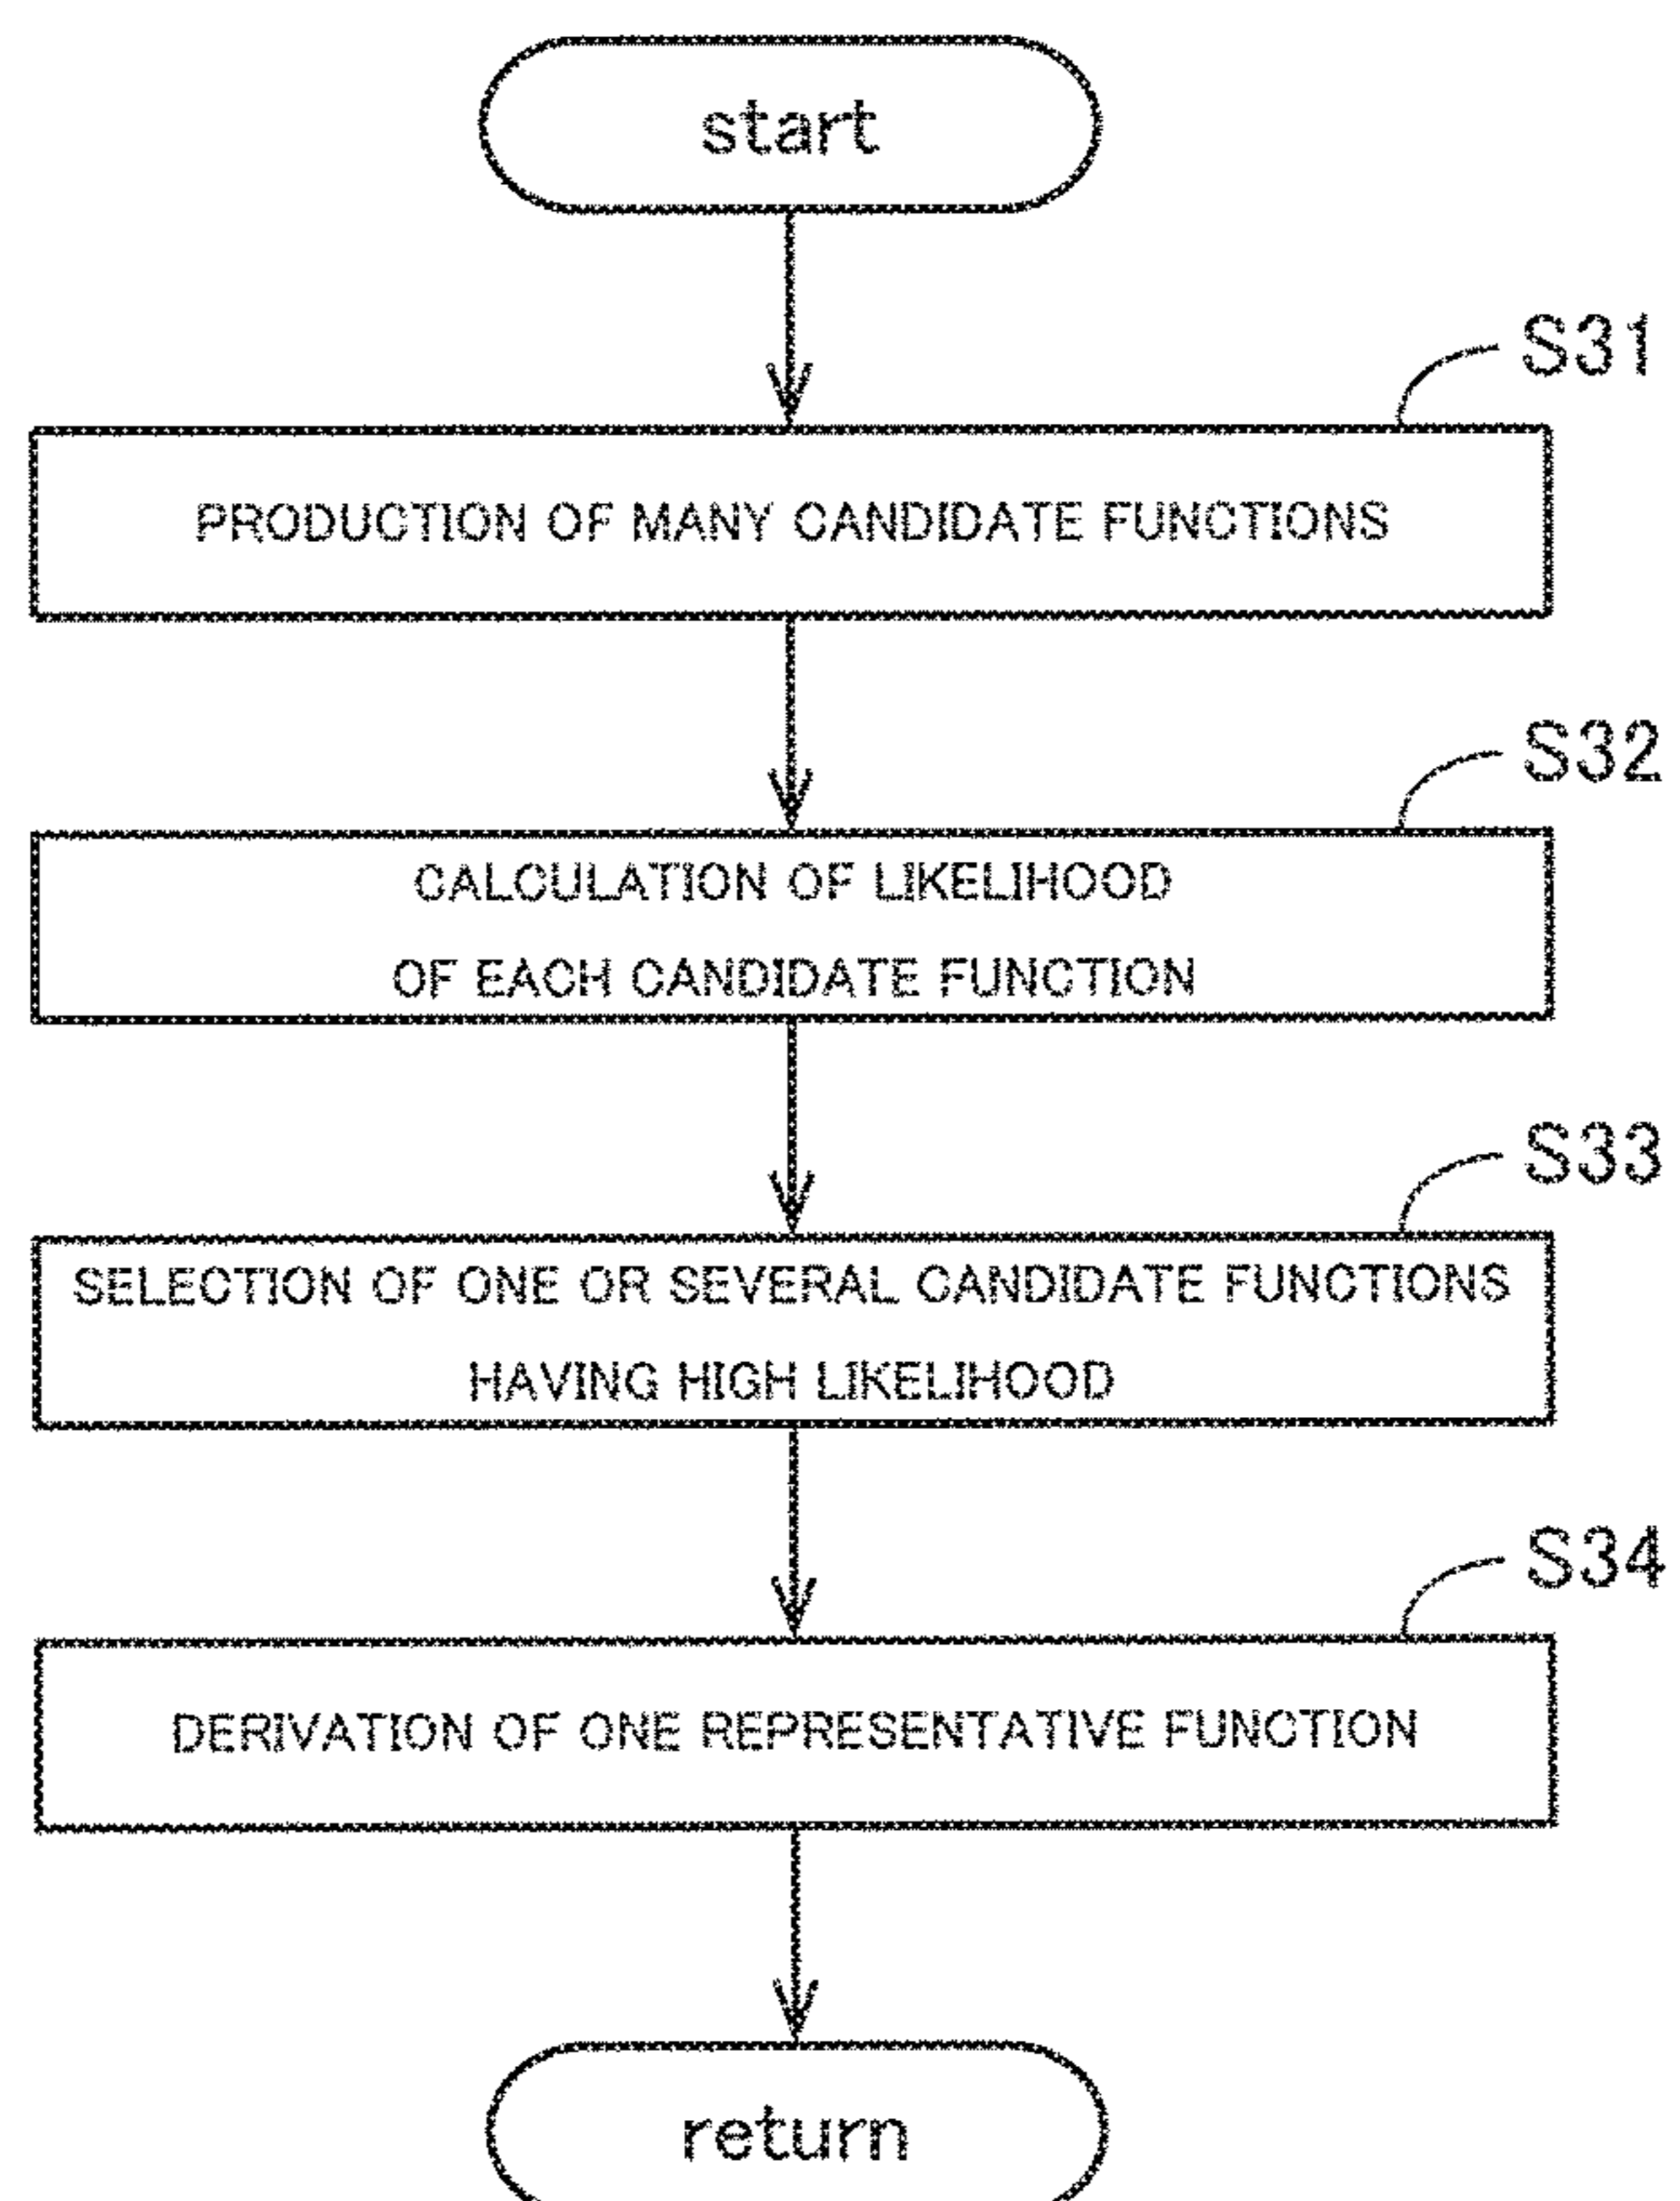 start
S31
PRODUCTION OF MANY CANDIDATE FUNCTIONS
S32
CALCULATION OF LIKELIHOOD
OF EACH CANDIDATE FUNCTION
S33
SELECTION OF ONE OR SEVERAL CANDIDATE FUNCTIONS
HAVING HIGH LIKELIHOOD
S34
DERIVATION OF ONE REPRESENTATIVE FUNCTION
return